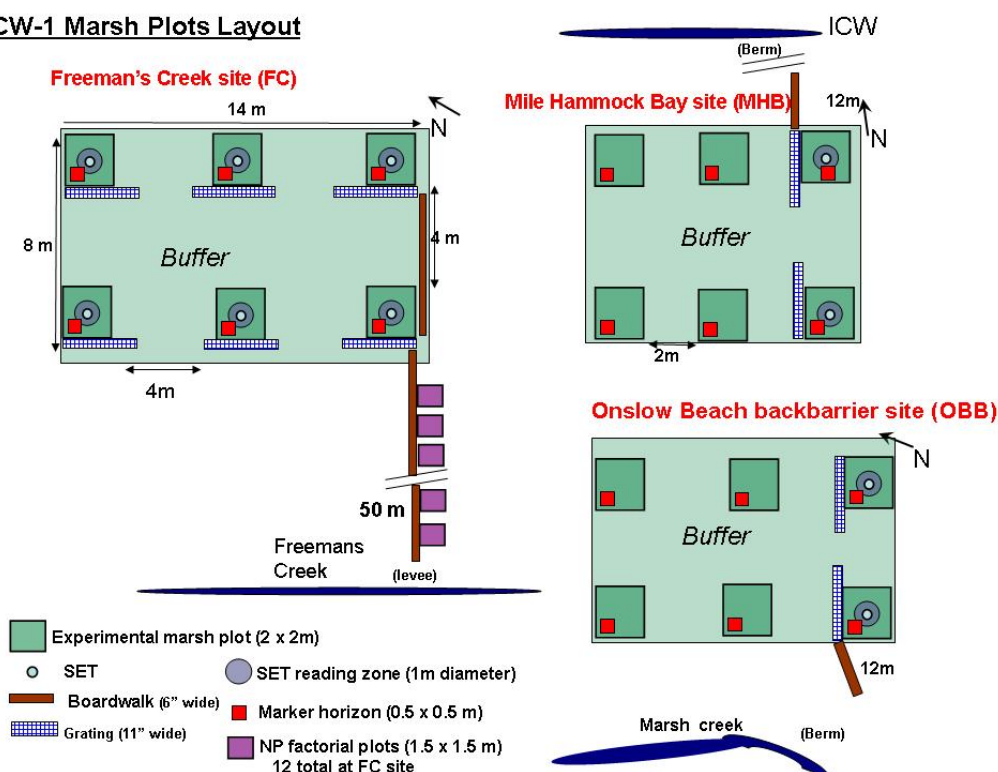 CW-1 Marsh Plots Layout
ICW
(Berm)
Freeman's Creek site (FC)
14 m
N
Mile Hammock Bay site (MHB)
12m
N
8 m
Buffer
4 m
Buffer
4m
2m
Onslow Beach backbarrier site (OBB)
N
Buffer
50 m
Freemans
Creek
(levee)
12m
Experimental marsh plot (2 x 2m)
SET
SET reading zone (1m diameter)
Boardwalk (6” wide)
Marker horizon (0.5 x 0.5 m)
Grating (11” wide)
NP factorial plots (1.5 x 1.5 m)
12 total at FC site
Marsh creek
(Berm)